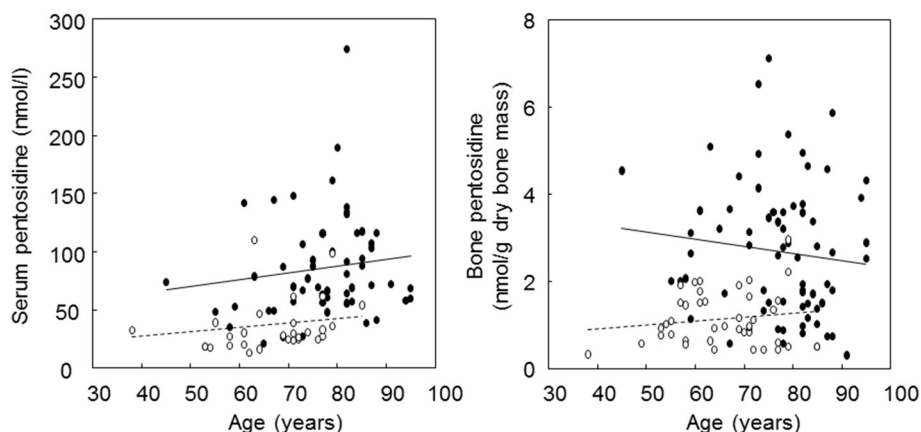 300
250
200
150
100
50
0
30 40 50 60 70 80 90 100
Age (years)
Serum pentosidine (nmol/l)
8
6
4
2
0
30 40 50 60 70 80 90 100
Age (years)
Bone pentosidine
(nmol/g dry bone mass)